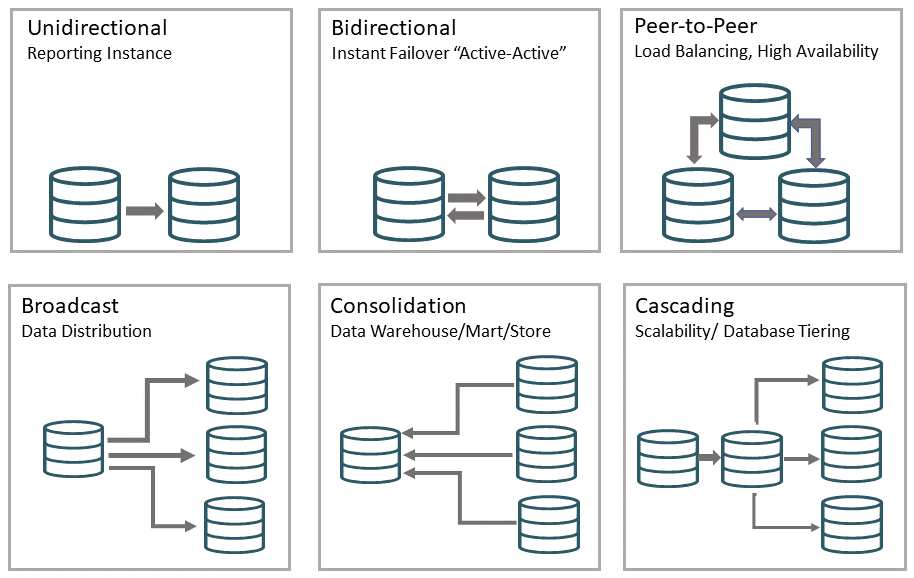 Unidirectional
Reporting Instance
Bidirectional
Instant Failover “Active-Active”
Peer-to-Peer
Load Balancing, High Availability
Broadcast
Data Distribution
Consolidation
Data Warehouse/Mart/Store
Cascading
Scalability/ Database Tiering